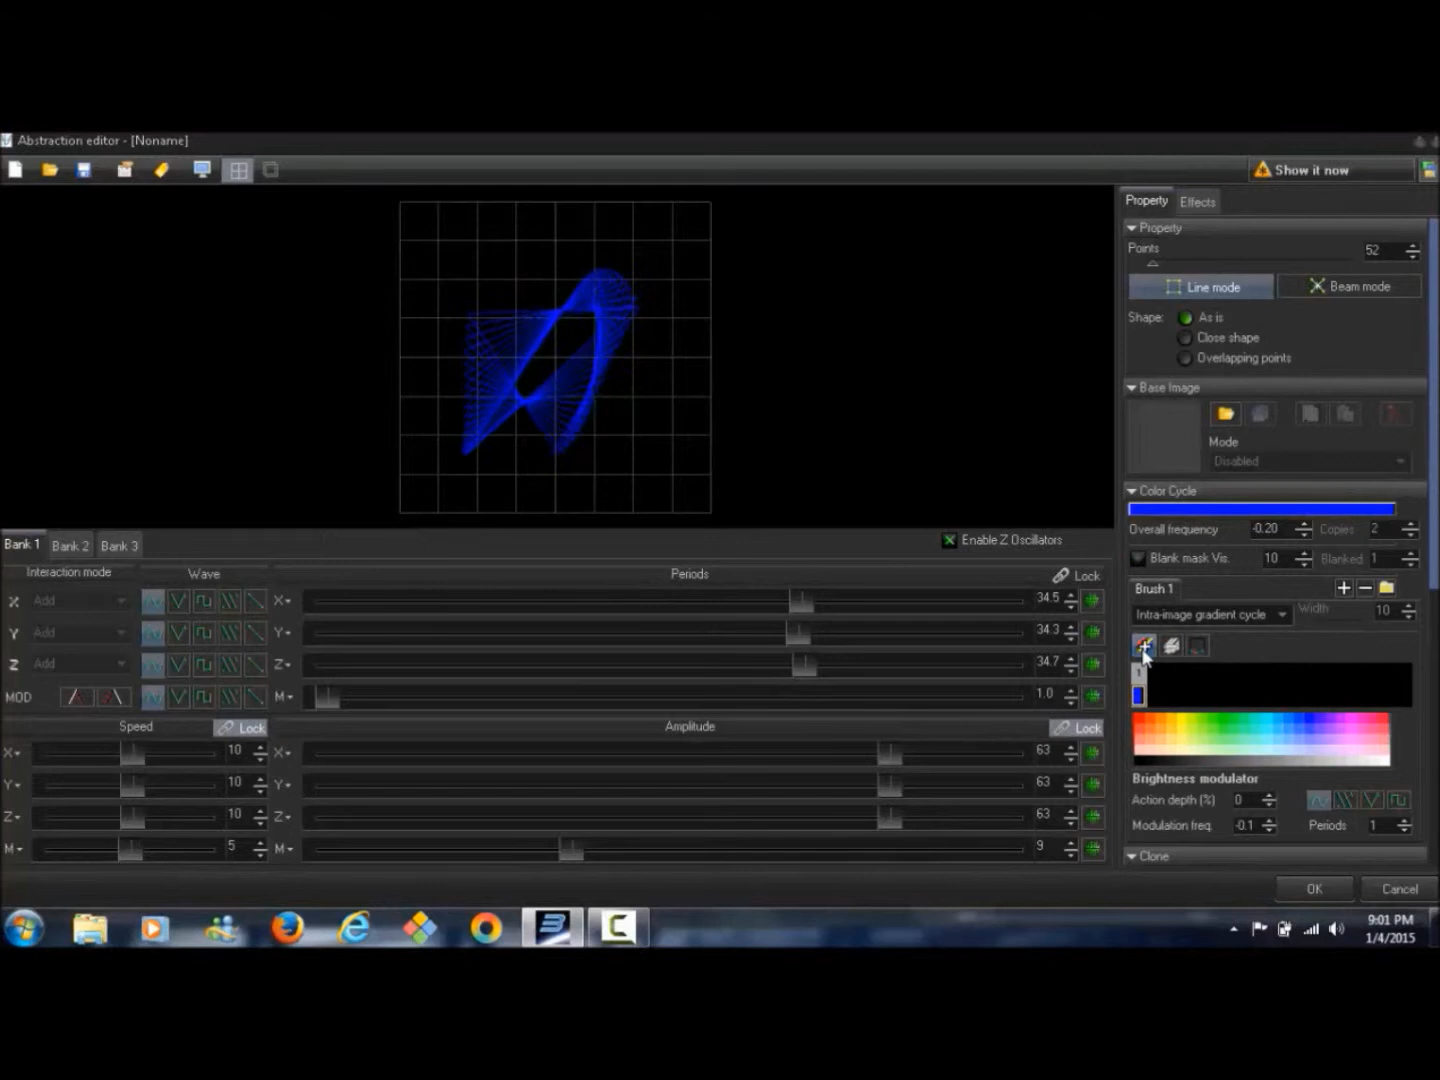 Abstraction editor - [Noname]
Show it now
Property Effects
Property
Points 52
Line mode Beam mode
Shape: As is
Close shape
Overlapping points
Base Image
Mode
Disabled
Color Cycle
Overall frequency -0.20 Copies 2
Blank mask Vis. 10 Blanked 1
Brush 1
Intra-image gradient cycle Width 10
1
Brightness modulator
Action depth (%) 0
Modulation freq. -0.1 Periods 1
Clone
OK Cancel
Bank 1 Bank 2 Bank 3 Enable Z Oscillators
Interaction mode Wave Periods Lock
X Add X 34.5
Y Add Y 34.3
Z Add Z 34.7
MOD M 1.0
Speed Lock Amplitude Lock
X 10 X 63
Y 10 Y 63
Z 10 Z 63
M 5 M 9
9:01 PM
1/4/2015